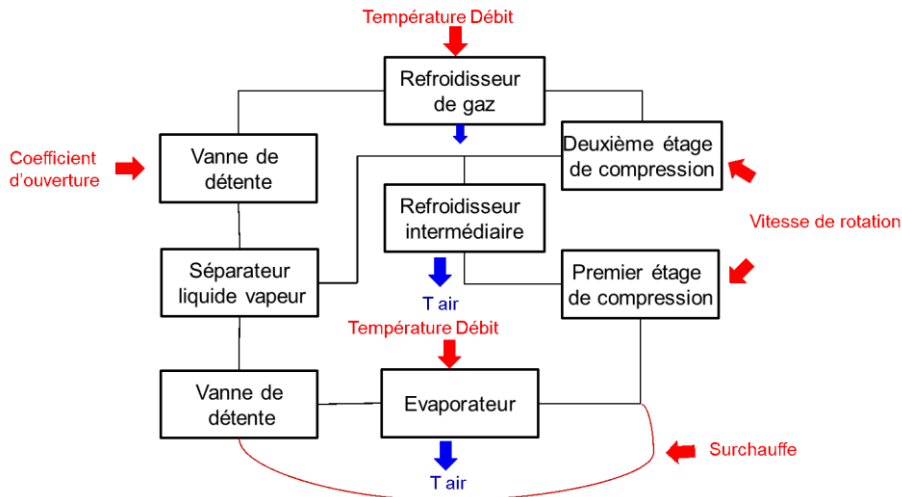 Température Débit
Refroidisseur
de gaz
Coefficient
d'ouverture
Vanne de
détente
Deuxième étage
de compression
Refroidisseur
intermédiaire
Vitesse de rotation
Séparateur
liquide vapeur
Premier étage
de compression
T air
Température Débit
Vanne de
détente
Evaporateur
Surchauffe
T air